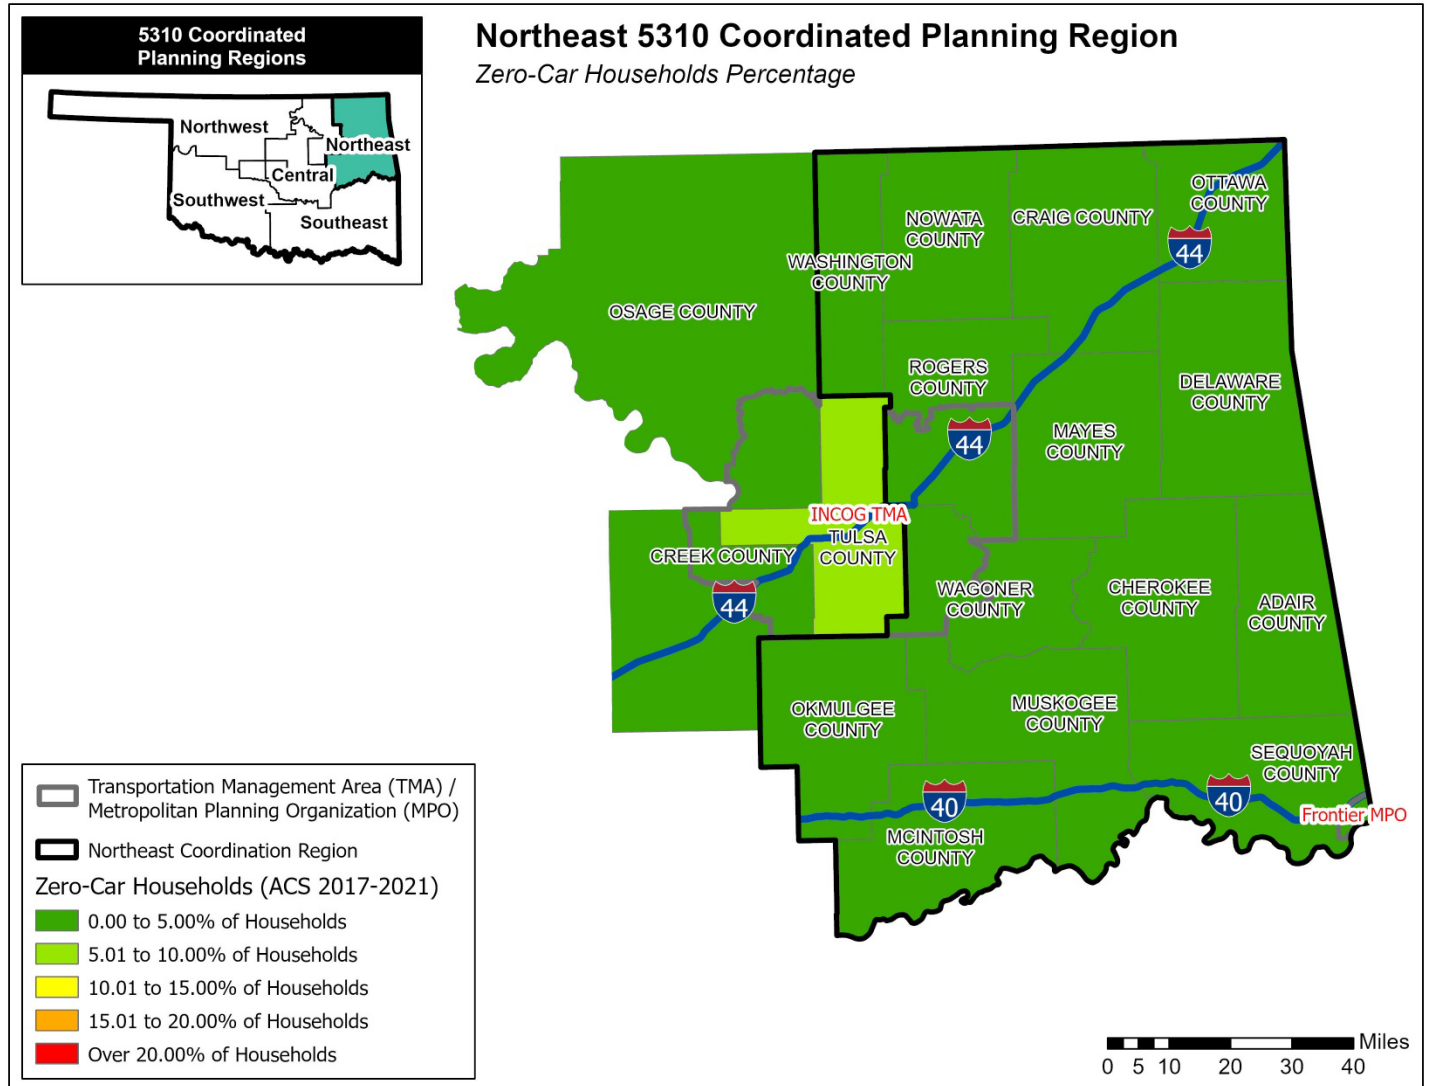 5310 Coordinated
Planning Regions
Northwest
Northeast
Central
Southwest
Southeast
Northeast 5310 Coordinated Planning Region
Zero-Car Households Percentage
OTTAWA
COUNTY
NOWATA
COUNTY
CRAIG COUNTY
44
WASHINGTON
COUNTY
OSAGE COUNTY
ROGERS
COUNTY
DELAWARE
COUNTY
44
MAYES
COUNTY
INCOG TMA
TULSA
COUNTY
CREEK COUNTY
44
WAGONER
COUNTY
CHEROKEE
COUNTY
ADAIR
COUNTY
OKMULGEE
COUNTY
MUSKOGEE
COUNTY
SEQUOYAH
COUNTY
40
40
Frontier MPO
MCINTOSH
COUNTY
Transportation Management Area (TMA) /
Metropolitan Planning Organization (MPO)
Northeast Coordination Region
Zero-Car Households (ACS 2017-2021)
0.00 to 5.00% of Households
5.01 to 10.00% of Households
10.01 to 15.00% of Households
15.01 to 20.00% of Households
Over 20.00% of Households
Miles
0 5 10 20 30 40